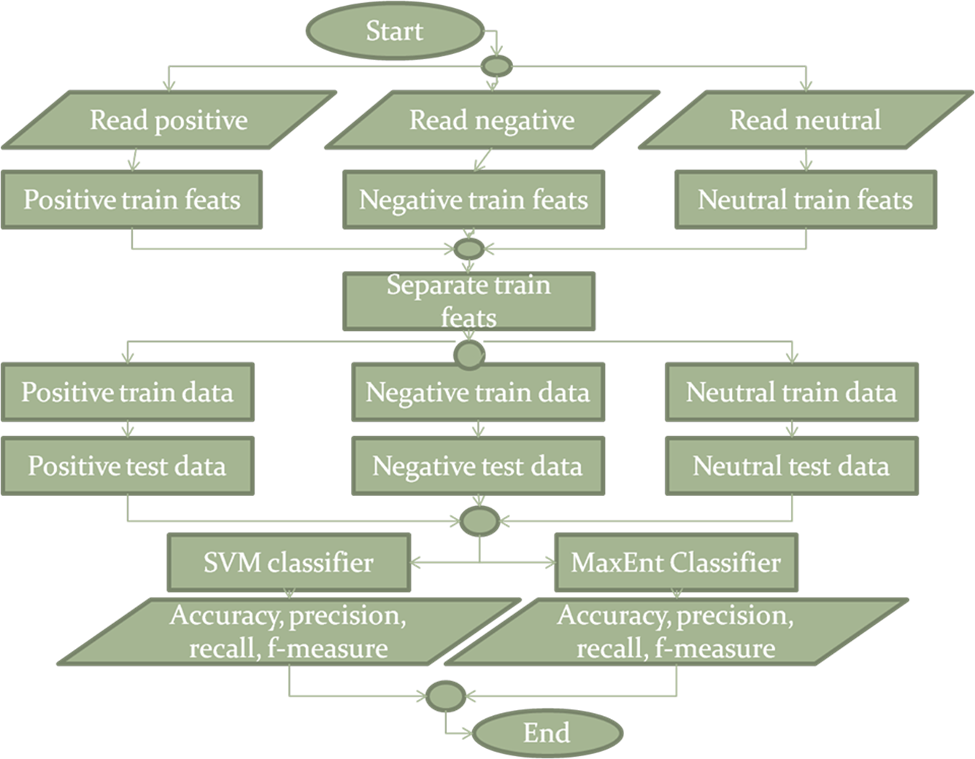 Start
Read positive
Read negative
Read neutral
Positive train feats
Negative train feats
Neutral train feats
Separate train
feats
Positive train data
Negative train data
Neutral train data
Positive test data
Negative test data
Neutral test data
SVM classifier
MaxEnt Classifier
Accuracy, precision,
recall, f-measure
Accuracy, precision,
recall, f-measure
End